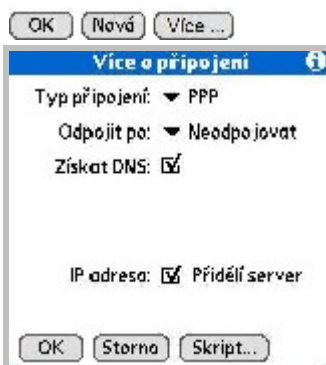 OK Nová Více ...
Více o připojení
Typ připojení: PPP
Odpojit po: Neodpojovat
Získat DNS:
IP adresa: Přidělí server
OK Storno Skript...